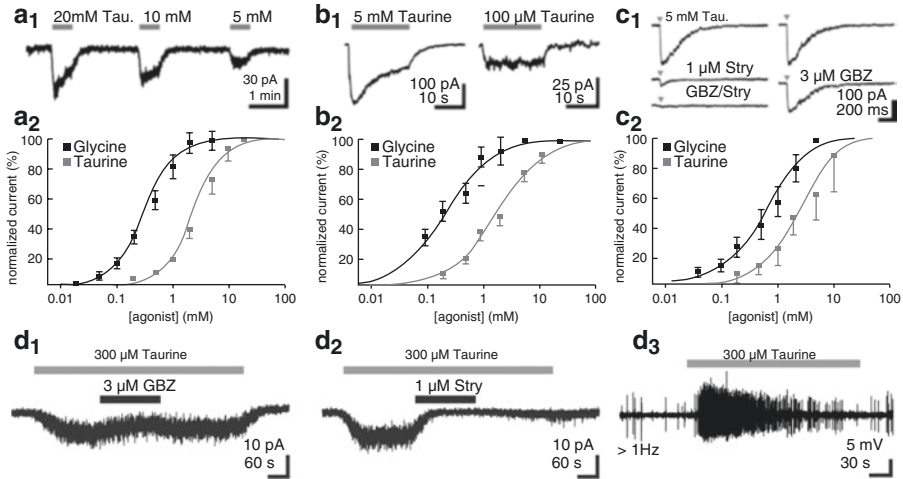 a1
20mM Tau.
10 mM
5 mM
30 pA
1 min
b1
5 mM Taurine
100 µM Taurine
100 pA
10 s
25 pA
10 s
c1
5 mM Tau.
1 µM Stry
GBZ/Stry
3 µM GBZ
100 pA
200 ms
a2
normalized current (%)
100
80
60
40
20
Glycine
Taurine
0.01
0.1
1
10
100
[agonist] (mM)
b2
normalized current (%)
100
80
60
40
20
Glycine
Taurine
0.01
0.1
1
10
100
[agonist] (mM)
c2
normalized current (%)
100
80
60
40
20
Glycine
Taurine
0.01
0.1
1
10
100
[agonist] (mM)
d1
300 µM Taurine
3 µM GBZ
10 pA
60 s
d2
300 µM Taurine
1 µM Stry
10 pA
60 s
d3
300 µM Taurine
> 1Hz
5 mV
30 s